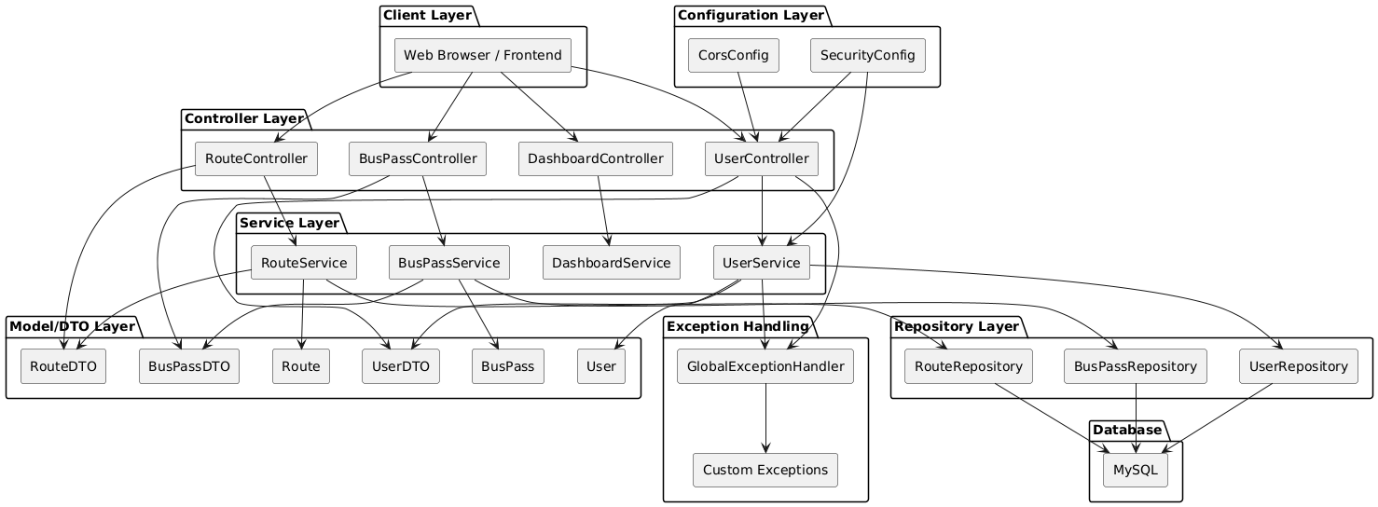 Client Layer
Configuration Layer
Web Browser / Frontend
CorsConfig
SecurityConfig
Controller Layer
RouteController
BusPassController
DashboardController
UserController
Service Layer
RouteService
BusPassService
DashboardService
UserService
Model/DTO Layer
Exception Handling
Repository Layer
RouteDTO
BusPassDTO
Route
UserDTO
BusPass
User
GlobalExceptionHandler
RouteRepository
BusPassRepository
UserRepository
Database
Custom Exceptions
MySQL